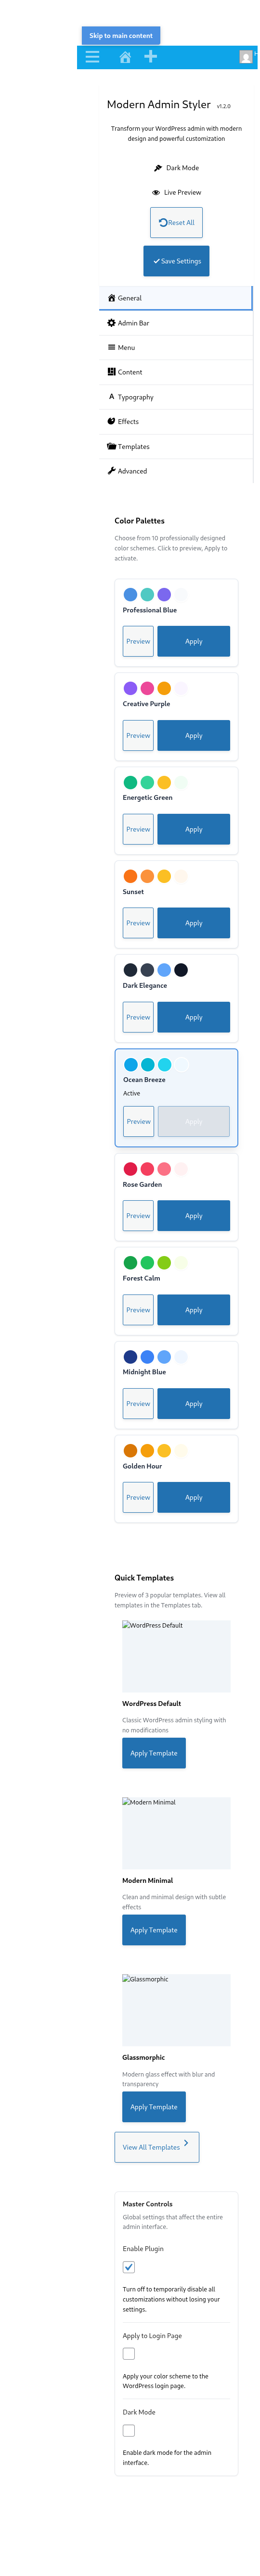 Skip to main content
Modern Admin Styler v1.2.0
Transform your WordPress admin with modern
design and powerful customization
Dark Mode
Live Preview
Reset All
Save Settings
General
Admin Bar
Menu
Content
Typography
Effects
Templates
Advanced
Color Palettes
Choose from 10 professionally designed
color schemes. Click to preview, Apply to
activate.
Professional Blue
Preview Apply
Creative Purple
Preview Apply
Energetic Green
Preview Apply
Sunset
Preview Apply
Dark Elegance
Preview Apply
Ocean Breeze
Active
Preview Apply
Rose Garden
Preview Apply
Forest Calm
Preview Apply
Midnight Blue
Preview Apply
Golden Hour
Preview Apply
Quick Templates
Preview of 3 popular templates. View all
templates in the Templates tab.
WordPress Default
WordPress Default
Classic WordPress admin styling with
no modifications
Apply Template
Modern Minimal
Modern Minimal
Clean and minimal design with subtle
effects
Apply Template
Glassmorphic
Glassmorphic
Modern glass effect with blur and
transparency
Apply Template
View All Templates
Master Controls
Global settings that affect the entire
admin interface.
Enable Plugin
Turn off to temporarily disable all
customizations without losing your
settings.
Apply to Login Page
Apply your color scheme to the
WordPress login page.
Dark Mode
Enable dark mode for the admin
interface.